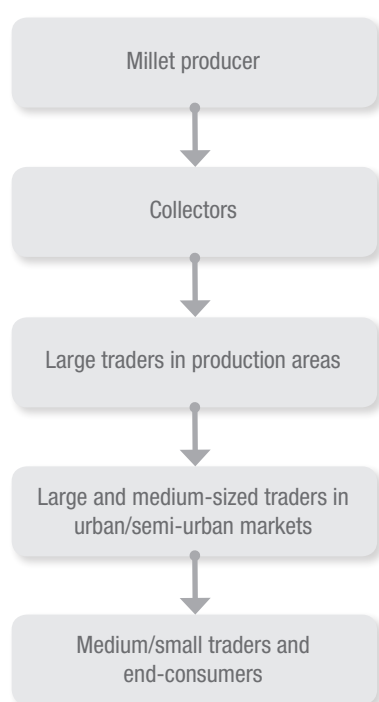 Millet producer
Collectors
Large traders in production areas
Large and medium-sized traders in
urban/semi-urban markets
Medium/small traders and
end-consumers